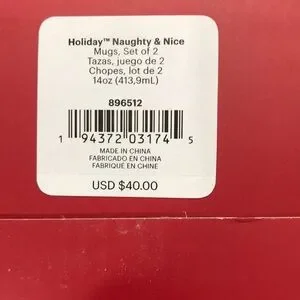 Holiday™ Naughty & Nice
Mugs, Set of 2
Tazas, juego de 2
Chopes, lot de 2
14oz (413,9mL)
896512
1 94372 03174 5
MADE IN CHINA
FABRICADO EN CHINA
FABRIQUÉ EN CHINE
USD $40.00